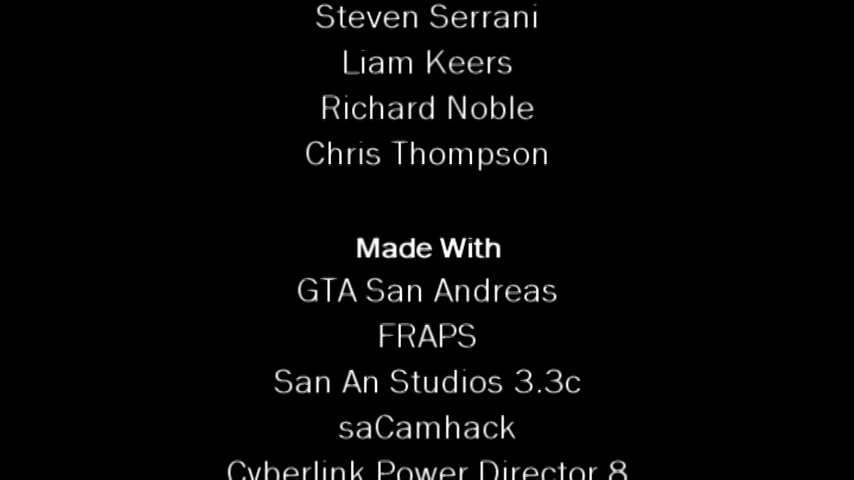 Steven Serrani
Liam Keers
Richard Noble
Chris Thompson
Made With
GTA San Andreas
FRAPS
San An Studios 3.3c
saCamhack
Cyberlink Power Director 8